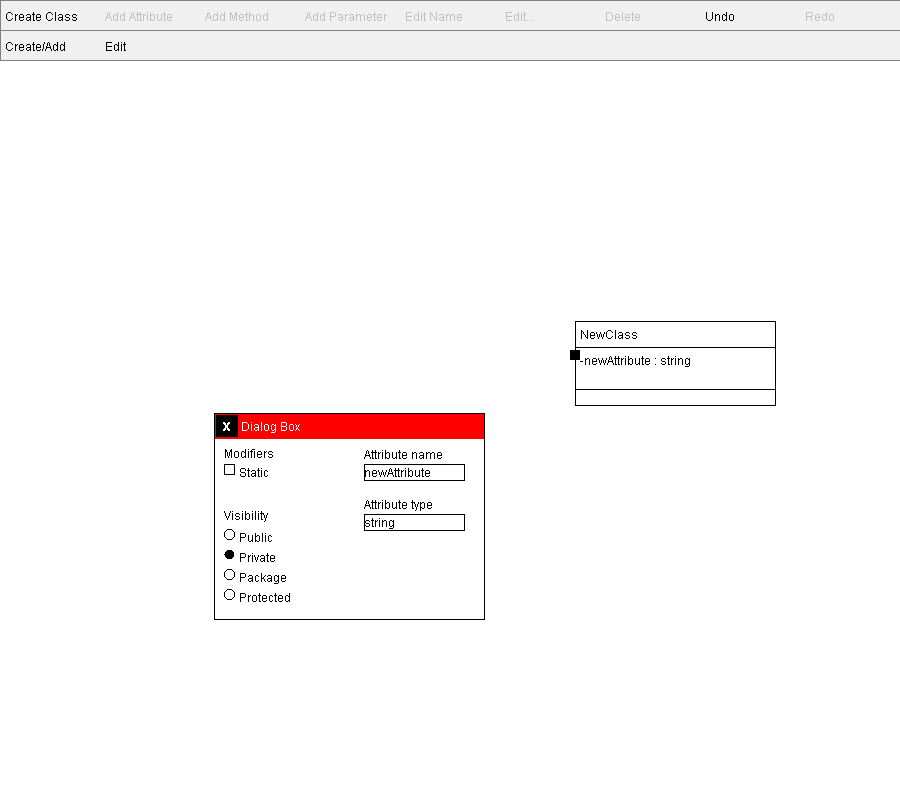 Create Class Add Attribute Add Method Add Parameter Edit Name Edit... Delete Undo Redo
Create/Add Edit
NewClass
-newAttribute : string
X Dialog Box
Modifiers
Static
Visibility
Public
Private
Package
Protected
Attribute name
newAttribute
Attribute type
string